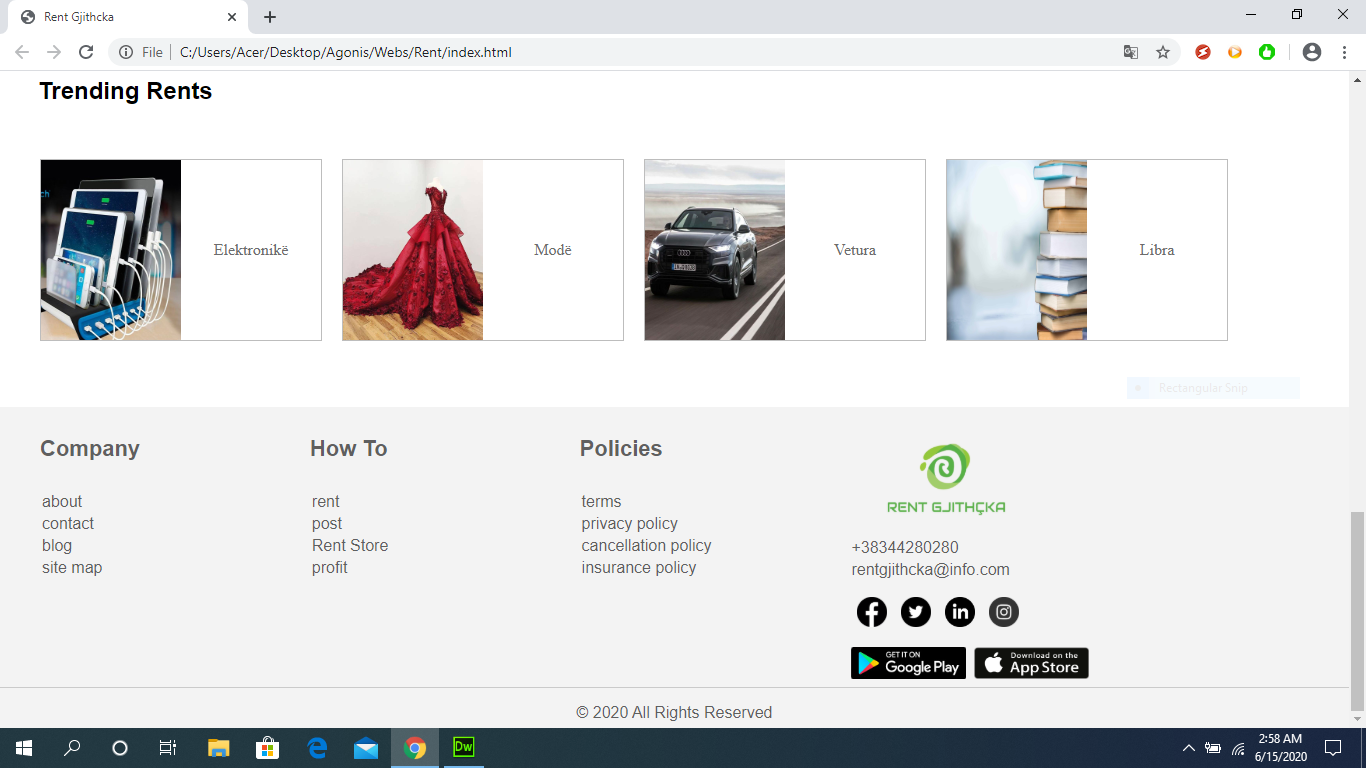 Rent Gjithcka
File
C:/Users/Acer/Desktop/Agonis/Webs/Rent/index.html
Trending Rents
Elektronikë
Modë
Vetura
Libra
Rectangular Snip
Company
about
contact
blog
site map
How To
rent
post
Rent Store
profit
Policies
terms
privacy policy
cancellation policy
insurance policy
RENT GJITHÇKA
+38344280280
rentgjithcka@info.com
GET IT ON
Google Play
Download on the
App Store
© 2020 All Rights Reserved
Dw
2:58 AM
6/15/2020